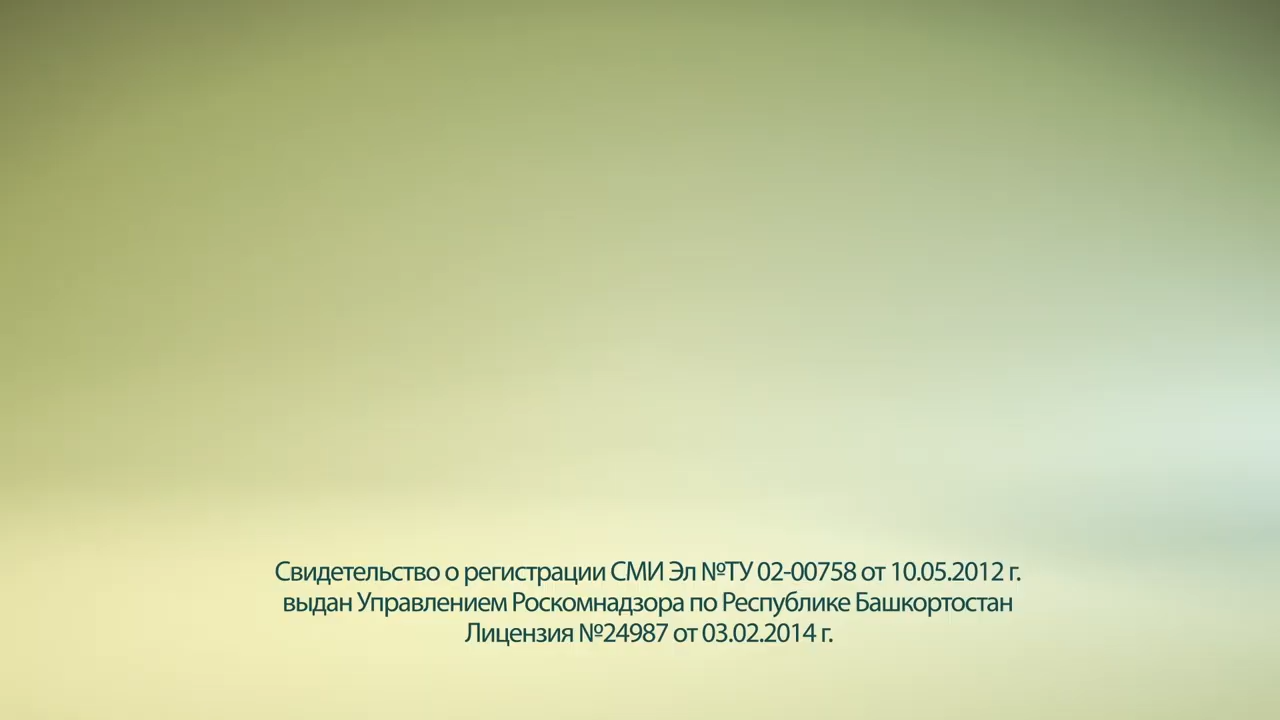 Свидетельство о регистрации СМИ Эл №ТУ 02-00758 от 10.05.2012 г.
выдан Управлением Роскомнадзора по Республике Башкортостан
Лицензия №24987 от 03.02.2014 г.